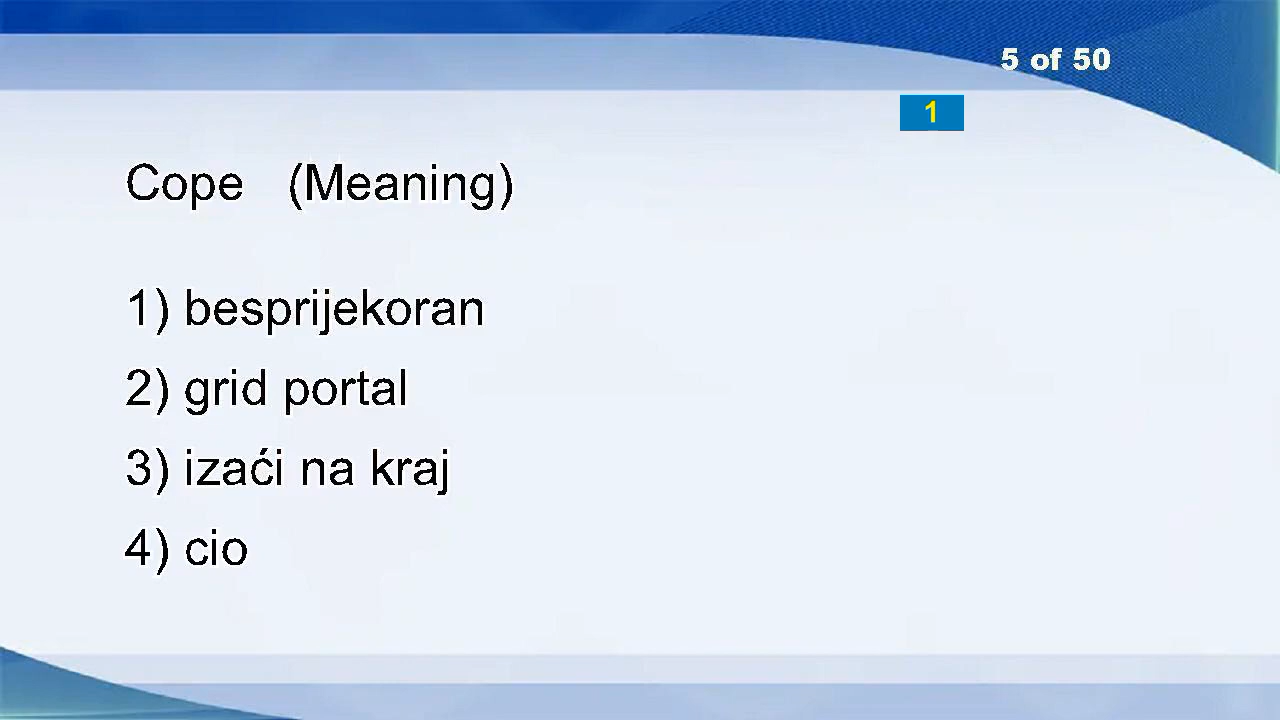 5 of 50
1
Cope (Meaning)
1) besprijekoran
2) grid portal
3) izaći na kraj
4) cio